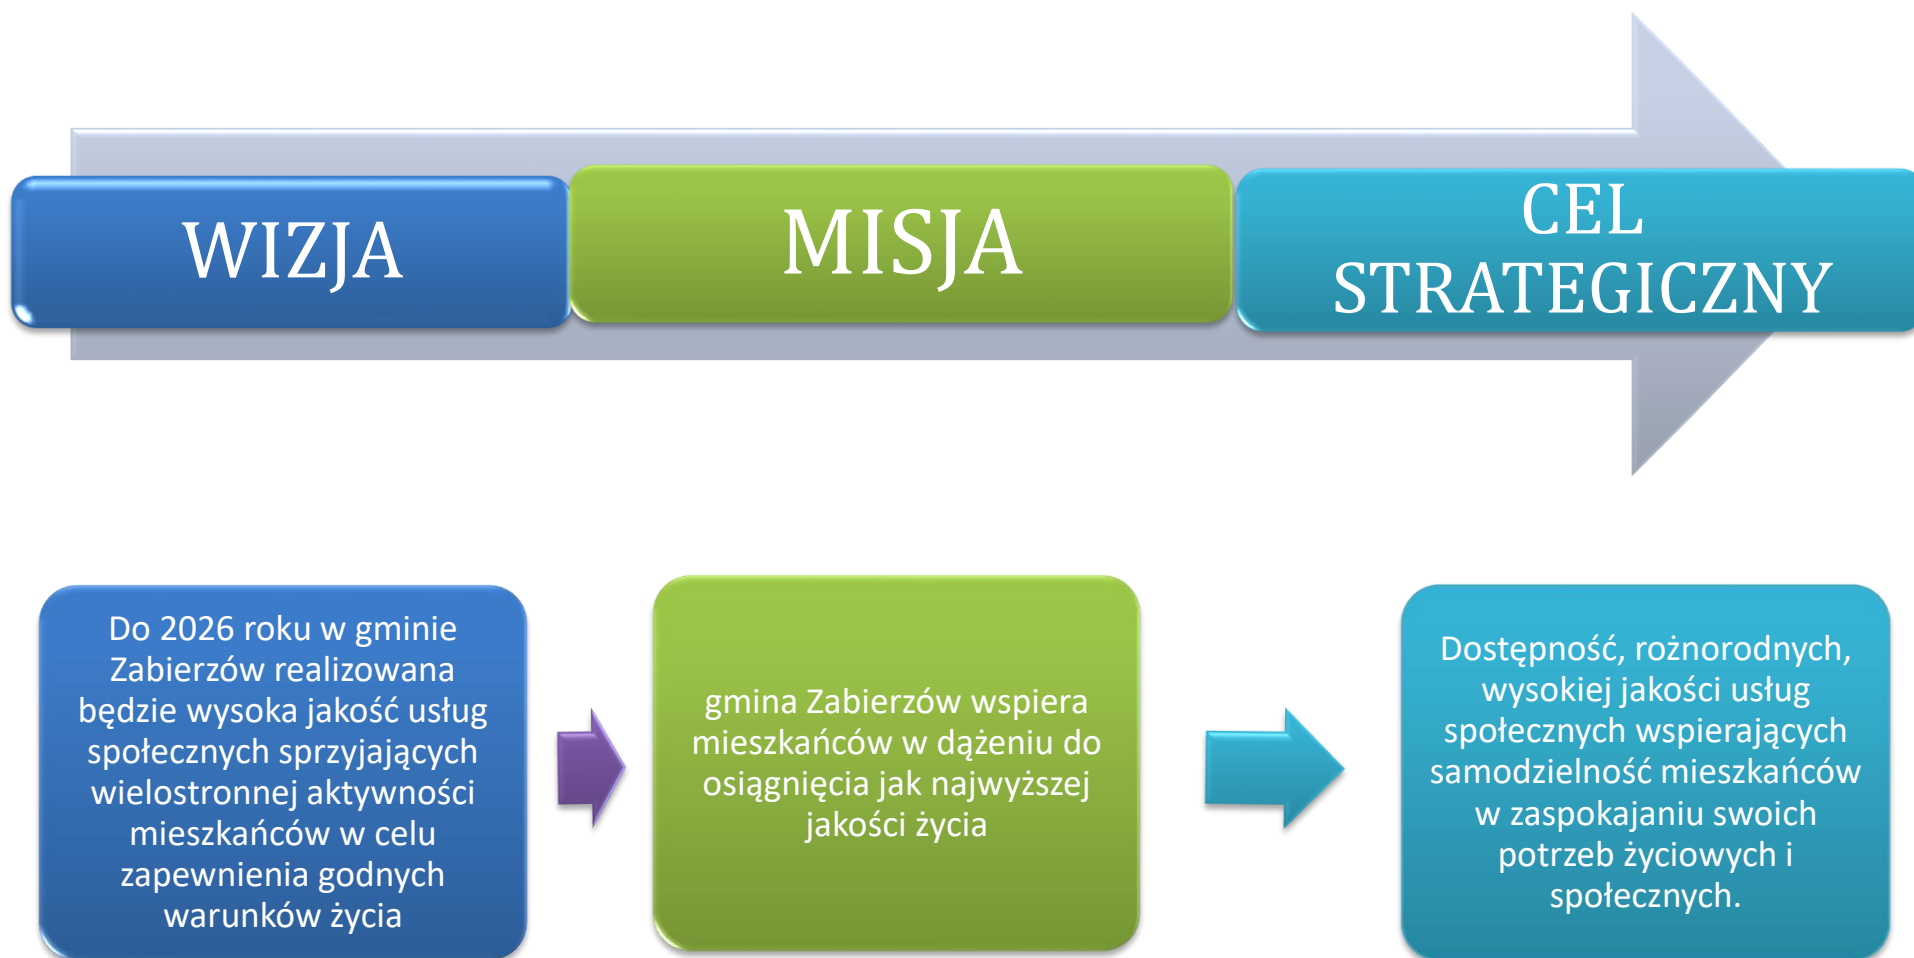 WIZJA
MISJA
CEL
STRATEGICZNY
Do 2026 roku w gminie
Zabierzów realizowana
będzie wysoka jakość usług
społecznych sprzyjających
wielostronnej aktywności
mieszkańców w celu
zapewnienia godnych
warunków życia
gmina Zabierzów wspiera
mieszkańców w dążeniu do
osiągnięcia jak najwyższej
jakości życia
Dostępność, rożnorodnych,
wysokiej jakości usług
społecznych wspierających
samodzielność mieszkańców
w zaspokajaniu swoich
potrzeb życiowych i
społecznych.